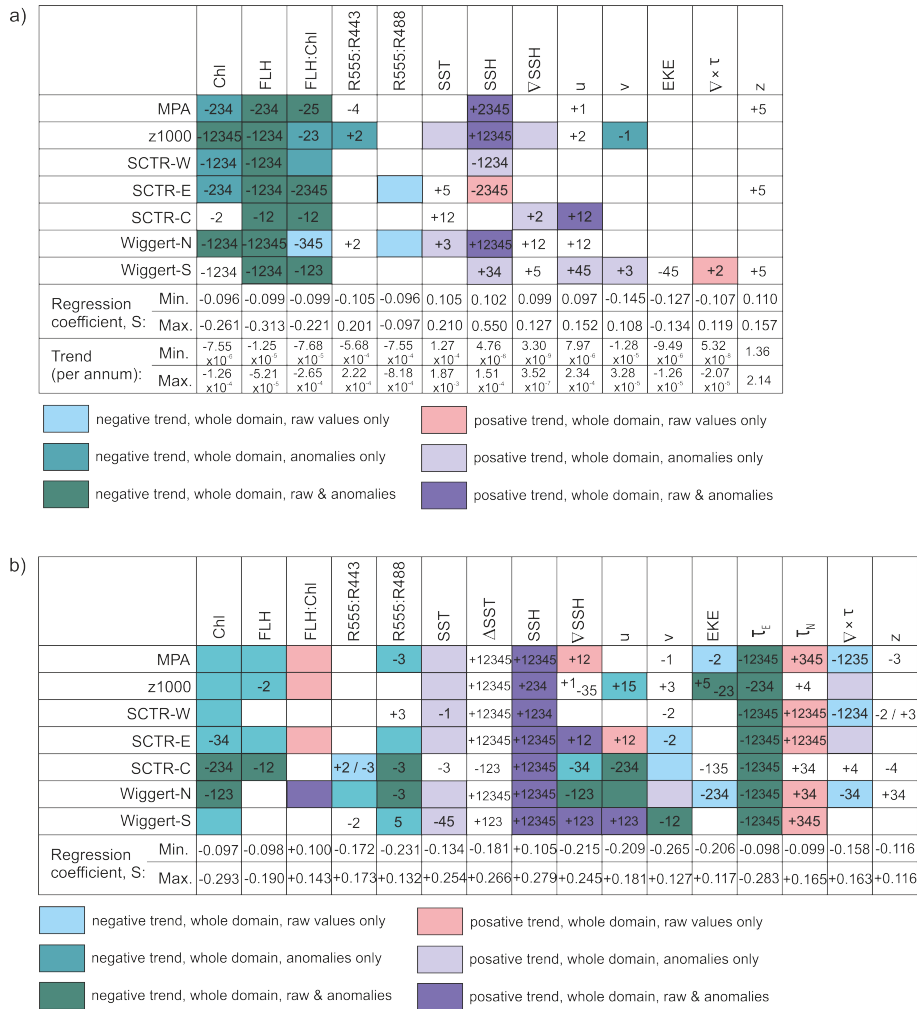 a)
Chl FLH FLH:Chl R555:R443 R555:R488 SST SSH ∇SSH u v EKE ∇×τ z
MPA -234 -234 -25 -4 +2345 +1 +5
z1000 -12345 -1234 -23 +2 +12345 +2 -1
SCTR-W -1234 -1234 -1234
SCTR-E -234 -1234 -2345 +5 -2345 +5
SCTR-C -2 -12 -12 +12 +2 +12
Wiggert-N -1234 -12345 -345 +2 +3 +12345 +12 +12
Wiggert-S -1234 -1234 -123 +34 +5 +45 +3 -45 +2 +5
Regression coefficient, S:
Min. -0.096 -0.099 -0.099 -0.105 -0.096 0.105 0.102 0.099 0.097 -0.145 -0.127 -0.107 0.110
Max. -0.261 -0.313 -0.221 0.201 -0.097 0.210 0.550 0.127 0.152 0.108 -0.134 0.119 0.157
Trend (per annum):
Min. -7.55 x10⁻⁶ -1.25 x10⁻⁵ -7.68 x10⁻⁵ -5.68 x10⁻⁴ -7.55 x10⁻⁴ 1.27 x10⁻⁴ 4.76 x10⁻⁶ 3.30 x10⁻⁹ 7.97 x10⁻⁶ -1.28 x10⁻⁵ -9.49 x10⁻⁶ 5.32 x10⁻⁸ 1.36
Max. -1.26 x10⁻⁴ -5.21 x10⁻⁵ -2.65 x10⁻⁴ 2.22 x10⁻⁴ -8.18 x10⁻⁴ 1.87 x10⁻³ 1.51 x10⁻⁴ 3.52 x10⁻⁷ 2.34 x10⁻⁴ 3.28 x10⁻⁵ -1.26 x10⁻⁵ -2.07 x10⁻⁵ 2.14
negative trend, whole domain, raw values only
posative trend, whole domain, raw values only
negative trend, whole domain, anomalies only
posative trend, whole domain, anomalies only
negative trend, whole domain, raw & anomalies
posative trend, whole domain, raw & anomalies
b)
Chl FLH FLH:Chl R555:R443 R555:R488 SST ΔSST SSH ∇SSH u v EKE τE τN ∇×τ z
MPA -3 +12345 +12345 +12 -1 -2 -12345 +345 -1235 -3
z1000 -2 +12345 +234 +1 -35 +15 +3 +5 -23 -234 +4
SCTR-W +3 -1 +12345 +1234 -2 -12345 +12345 -1234 -2 / +3
SCTR-E -34 +12345 +12345 +12 +12 -2 -12345 +12345
SCTR-C -234 -12 +2 / -3 -3 -3 -123 +12345 -34 -234 -135 -12345 +34 +4 -4
Wiggert-N -123 -3 +12345 +12345 -123 -234 -12345 +34 -34 +34
Wiggert-S -2 5 -45 +123 +12345 +123 +123 -12 -12345 +345
Regression coefficient, S:
Min. -0.097 -0.098 +0.100 -0.172 -0.231 -0.134 -0.181 +0.105 -0.215 -0.209 -0.265 -0.206 -0.098 -0.099 -0.158 -0.116
Max. -0.293 -0.190 +0.143 +0.173 +0.132 +0.254 +0.266 +0.279 +0.245 +0.181 +0.127 +0.117 -0.283 +0.165 +0.163 +0.116
negative trend, whole domain, raw values only
posative trend, whole domain, raw values only
negative trend, whole domain, anomalies only
posative trend, whole domain, anomalies only
negative trend, whole domain, raw & anomalies
posative trend, whole domain, raw & anomalies